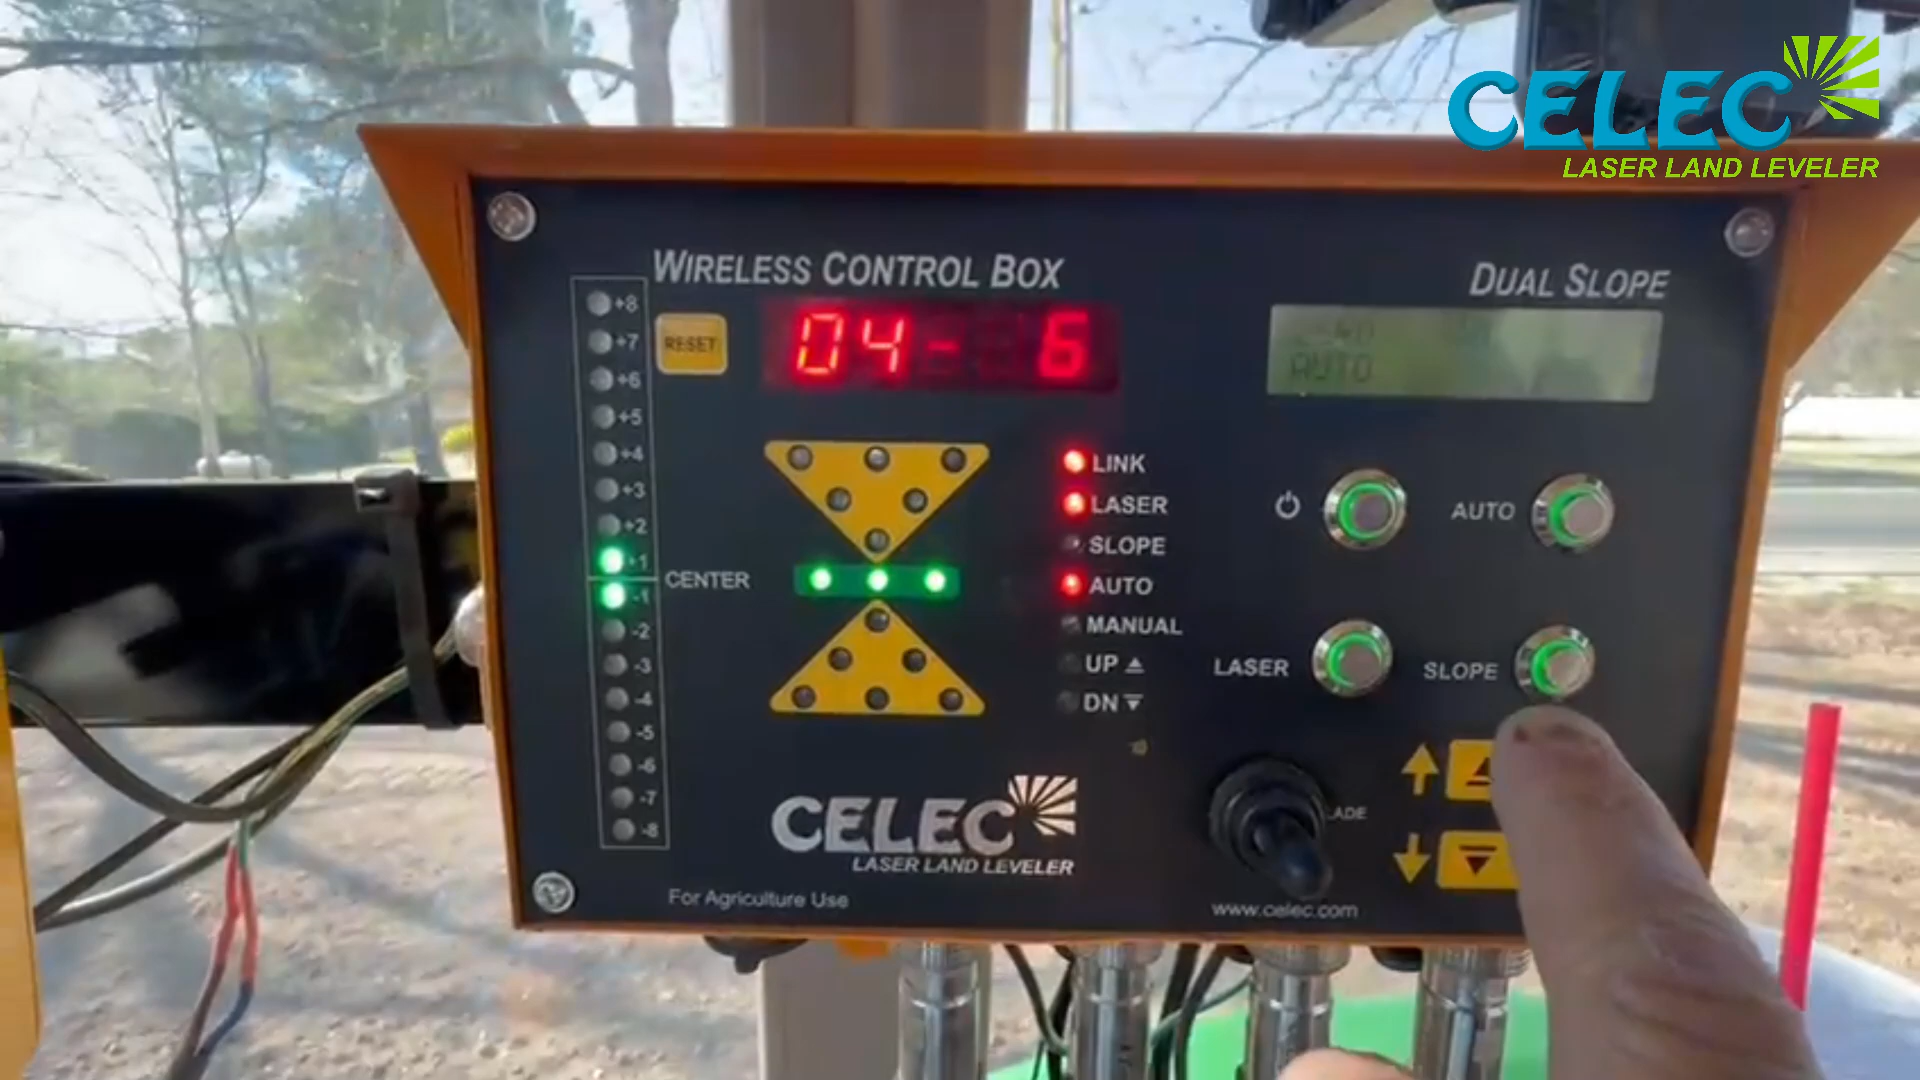 CELEC
LASER LAND LEVELER
WIRELESS CONTROL BOX
DUAL SLOPE
RESET
04- 6
AUTO
+8
+7
+6
+5
+4
+3
+2
+1
-1
-2
-3
-4
-5
-6
-7
-8
CENTER
LINK
LASER
SLOPE
AUTO
MANUAL
UP
DN
AUTO
LASER
SLOPE
CELEC
LASER LAND LEVELER
For Agriculture Use
www.celec.com